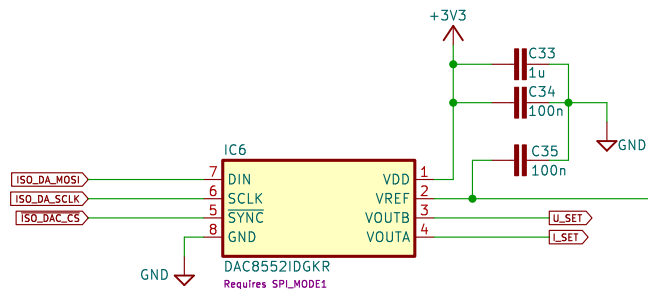 +3V3
C33
1u
C34
100n
GND
C35
100n
IC6
ISO_DA_MOSI 7 DIN VDD 1
ISO_DA_SCLK 6 SCLK VREF 2
ISO_DAC_CS 5 SYNC VOUTB 3 U_SET
8 GND VOUTA 4 I_SET
GND
DAC8552IDGKR
Requires SPI_MODE1